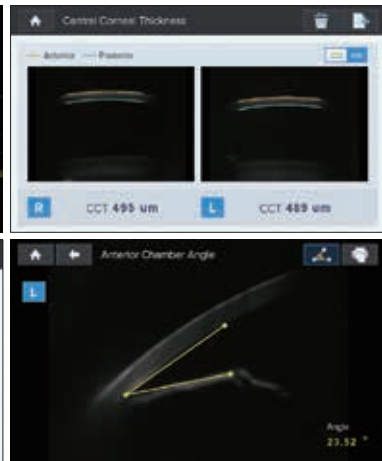 Central Corneal Thickness
Anterior Posterior
R CCT 495 um L CCT 489 um
Anterior Chamber Angle
L
Angle
23.52 °